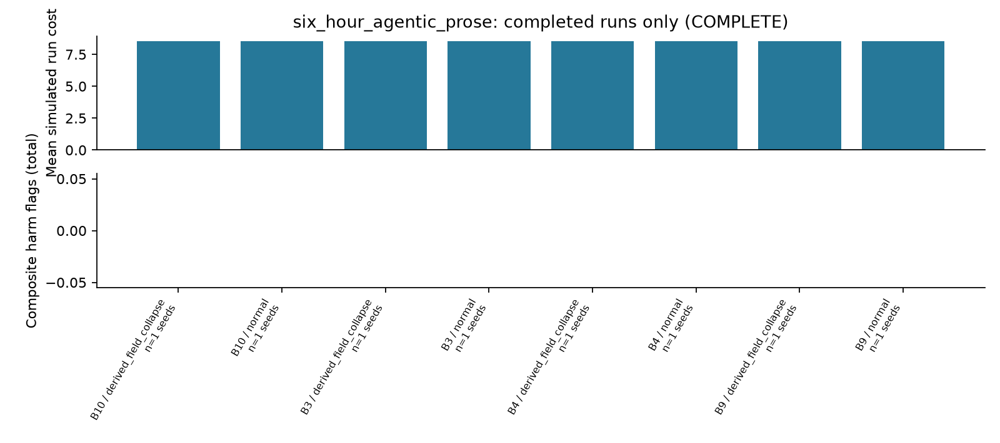 six_hour_agentic_prose: completed runs only (COMPLETE)
Mean simulated run cost
7.5
5.0
2.5
0.0
Composite harm flags (total)
0.05
0.00
−0.05
B10 / derived_field_collapse
n=1 seeds
B10 / normal
n=1 seeds
B3 / derived_field_collapse
n=1 seeds
B3 / normal
n=1 seeds
B4 / derived_field_collapse
n=1 seeds
B4 / normal
n=1 seeds
B9 / derived_field_collapse
n=1 seeds
B9 / normal
n=1 seeds